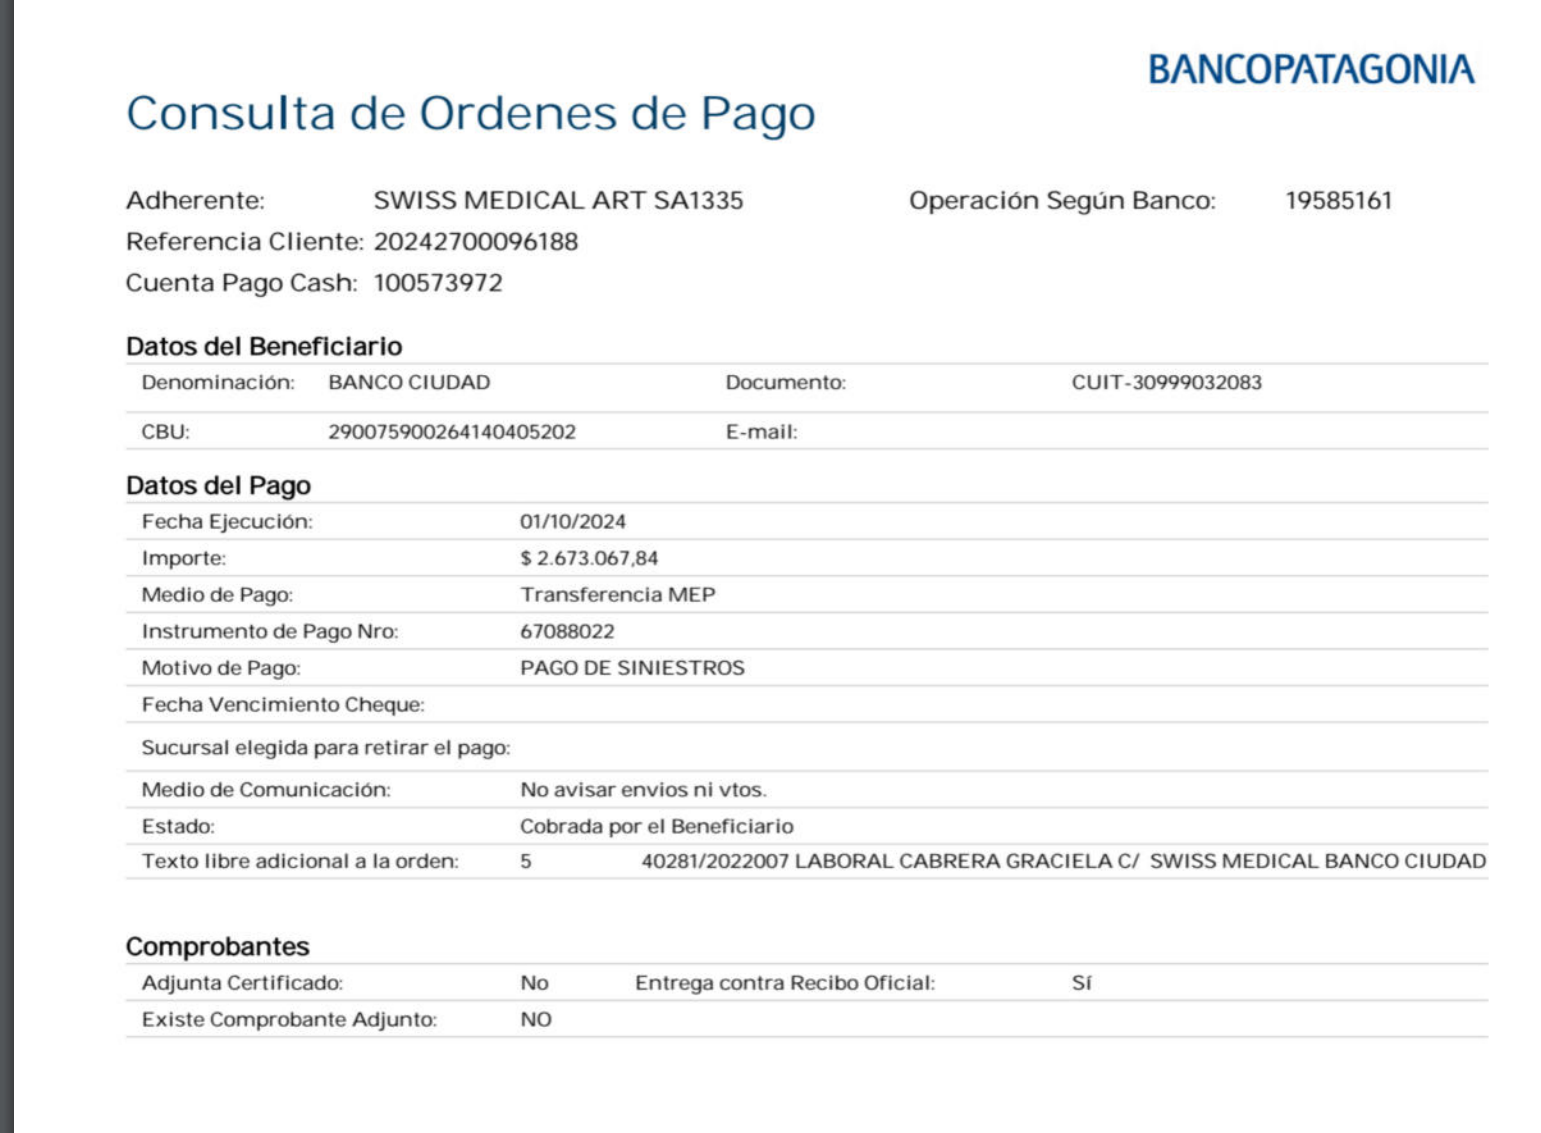 BANCOPATAGONIA
Consulta de Ordenes de Pago
Adherente: SWISS MEDICAL ART SA1335 Operación Según Banco: 19585161
Referencia Cliente: 20242700096188
Cuenta Pago Cash: 100573972
Datos del Beneficiario
Denominación: BANCO CIUDAD Documento: CUIT-30999032083
CBU: 290075900264140405202 E-mail:
Datos del Pago
Fecha Ejecución: 01/10/2024
Importe: $ 2.673.067,84
Medio de Pago: Transferencia MEP
Instrumento de Pago Nro: 67088022
Motivo de Pago: PAGO DE SINIESTROS
Fecha Vencimiento Cheque:
Sucursal elegida para retirar el pago:
Medio de Comunicación: No avisar envios ni vtos.
Estado: Cobrada por el Beneficiario
Texto libre adicional a la orden: 5 40281/2022007 LABORAL CABRERA GRACIELA C/ SWISS MEDICAL BANCO CIUDAD
Comprobantes
Adjunta Certificado: No Entrega contra Recibo Oficial: Sí
Existe Comprobante Adjunto: NO